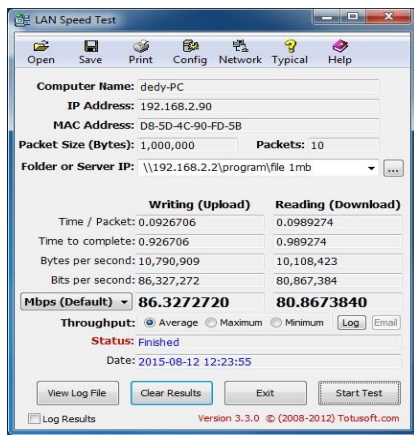 LAN Speed Test
Open Save Print Config Network Typical Help
Computer Name: dedy-PC
IP Address: 192.168.2.90
MAC Address: D8-5D-4C-90-FD-5B
Packet Size (Bytes): 1,000,000 Packets: 10
Folder or Server IP: \\192.168.2.2\program\file 1mb ...
Writing (Upload) Reading (Download)
Time / Packet: 0.0926706 0.0989274
Time to complete: 0.926706 0.989274
Bytes per second: 10,790,909 10,108,423
Bits per second: 86,327,272 80,867,384
Mbps (Default) 86.3272720 80.8673840
Throughput: Average Maximum Minimum Log Email
Status: Finished
Date: 2015-08-12 12:23:55
View Log File Clear Results Exit Start Test
Log Results Version 3.3.0 © (2008-2012) Totusoft.com